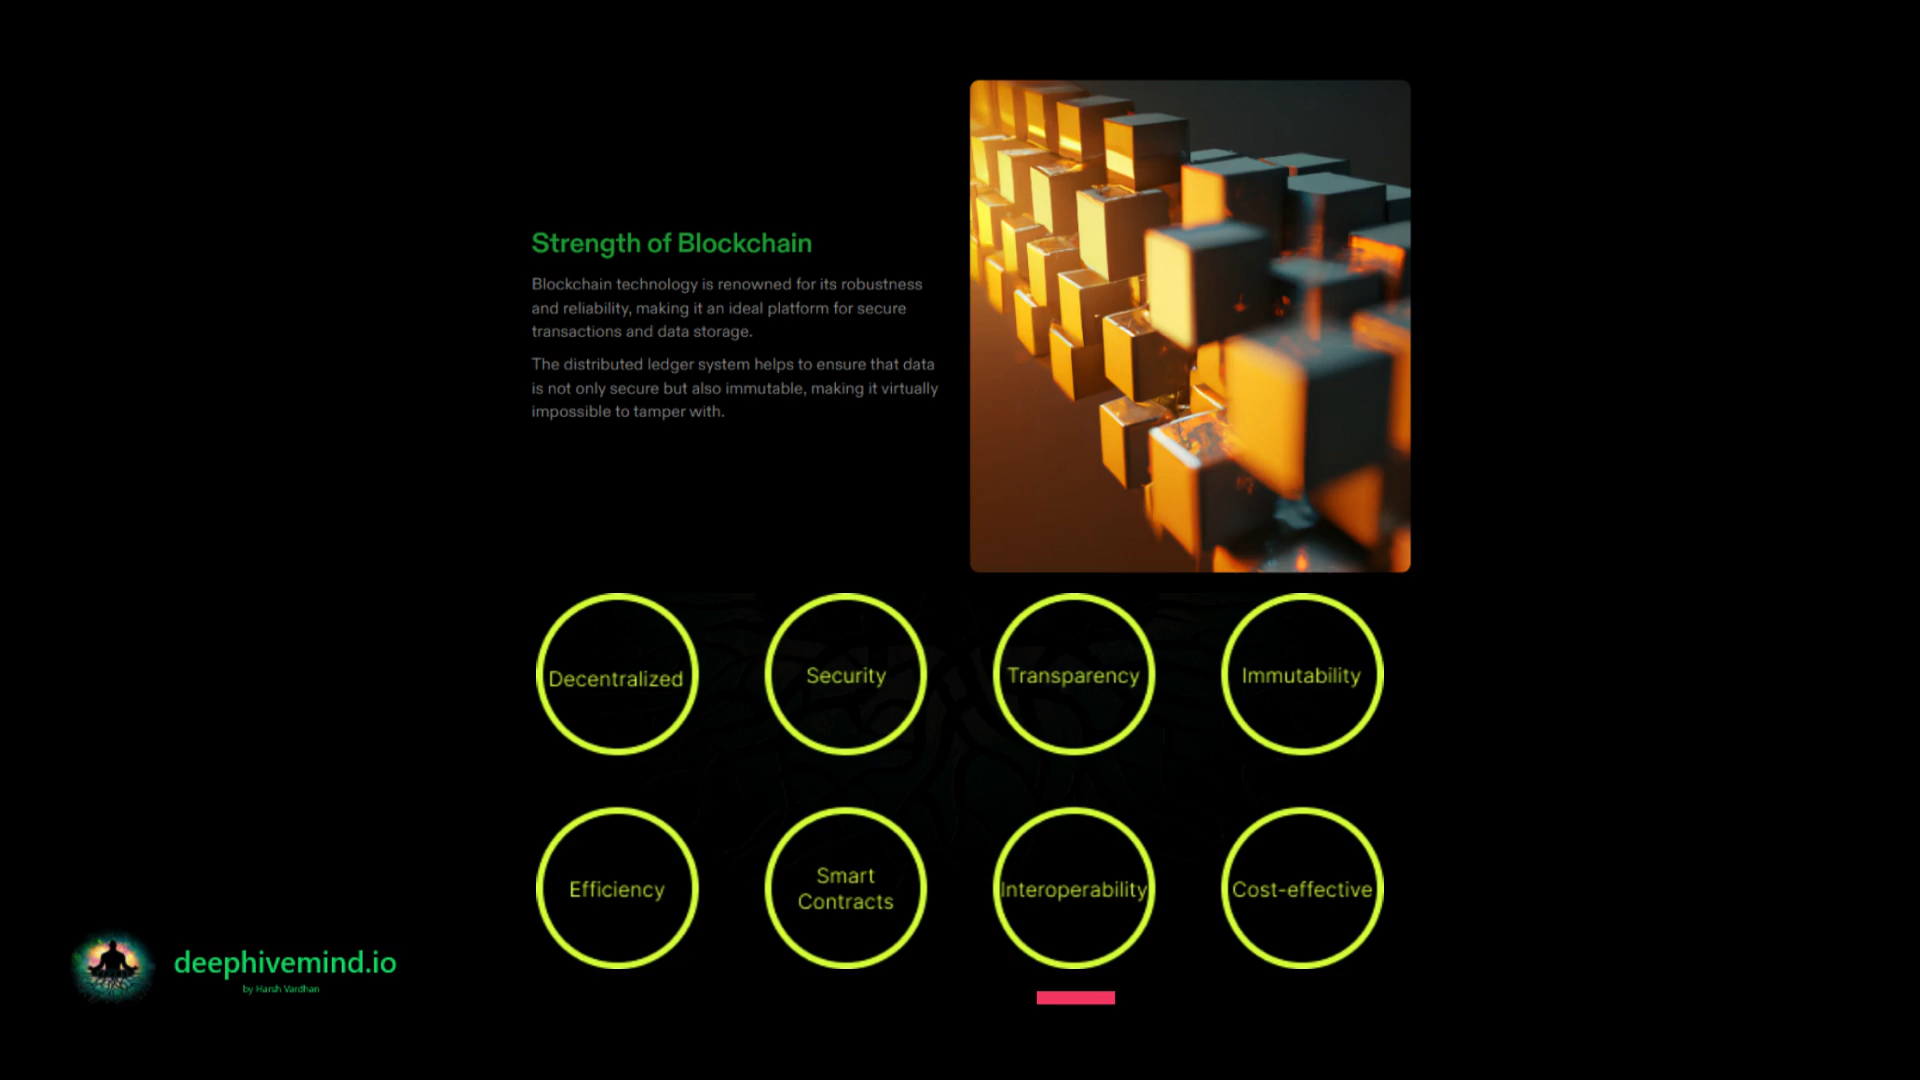 Strength of Blockchain
Blockchain technology is renowned for its robustness
and reliability, making it an ideal platform for secure
transactions and data storage.
The distributed ledger system helps to ensure that data
is not only secure but also immutable, making it virtually
impossible to tamper with.
Decentralized
Security
Transparency
Immutability
Efficiency
Smart
Contracts
Interoperability
Cost-effective
deephivemind.io
by Harsh Vardhan